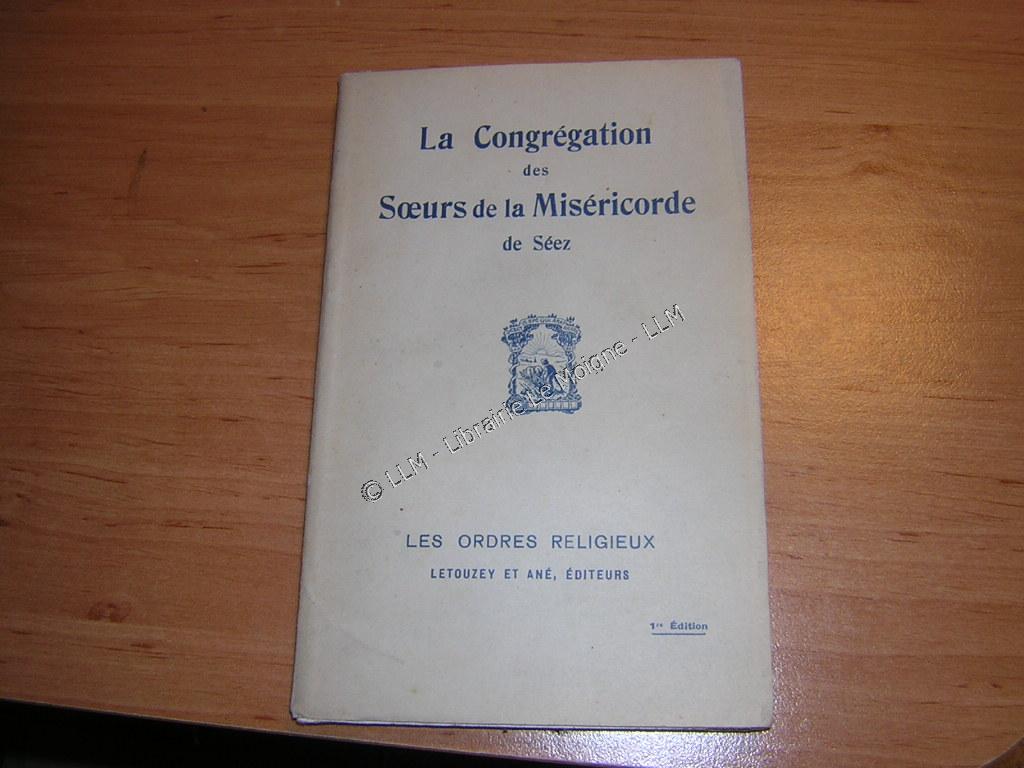 La Congrégation
des
Sœurs de la Miséricorde
de Séez
© LLM - Librairie Le Moigne - LLM
LES ORDRES RELIGIEUX
LETOUZEY ET ANÉ, ÉDITEURS
1re Édition